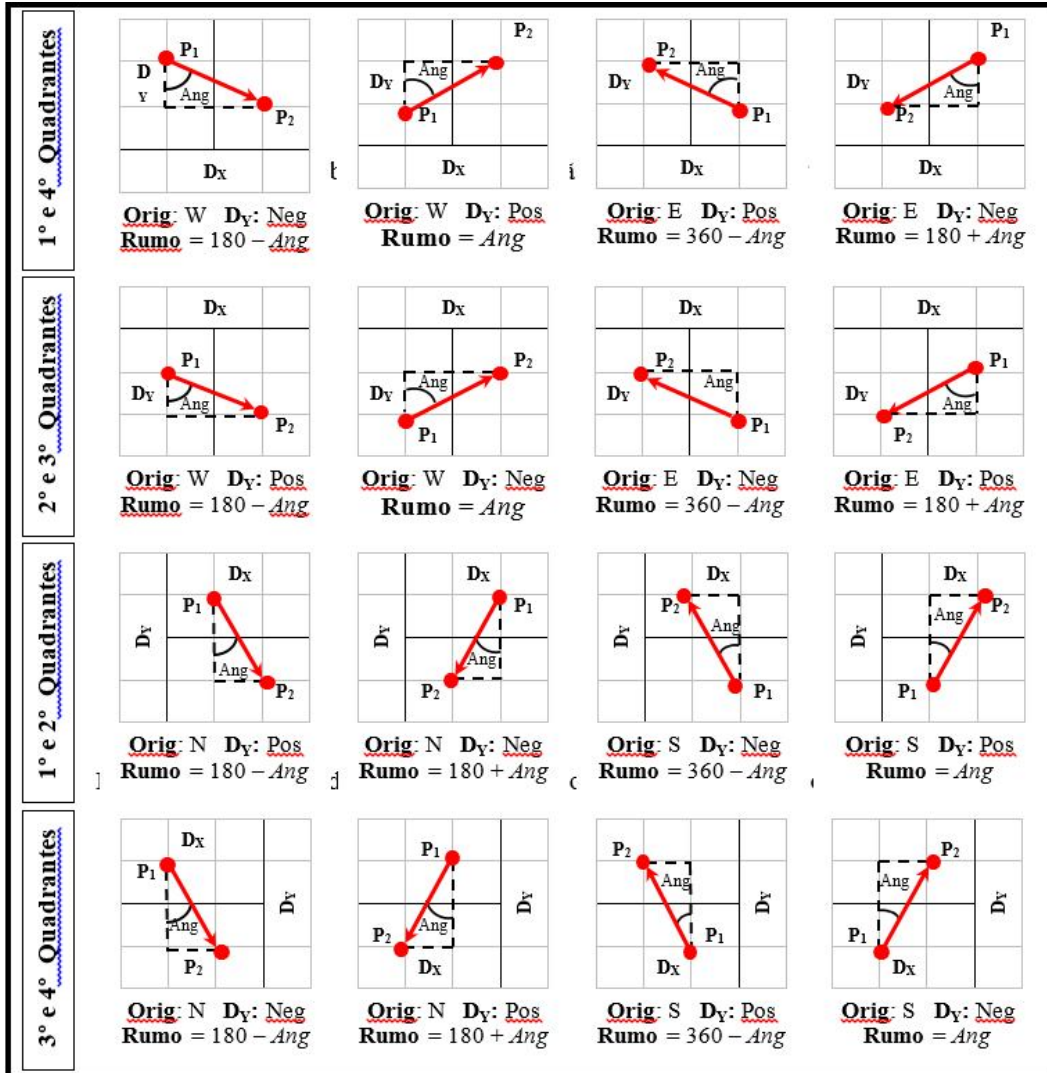 1º e 4º Quadrantes
P1
D
Y
Ang
P2
DX
Orig: W DY: Neg
Rumo = 180 – Ang
P2
Ang
DY
P1
DX
b
Orig: W DY: Pos
Rumo = Ang
P2
Ang
DY
P1
DX
á
Orig: E DY: Pos
Rumo = 360 – Ang
P1
DY
Ang
P2
DX
Orig: E DY: Neg
Rumo = 180 + Ang
2º e 3º Quadrantes
DX
P1
DY
Ang
P2
Orig: W DY: Pos
Rumo = 180 – Ang
DX
P2
Ang
DY
P1
Orig: W DY: Neg
Rumo = Ang
DX
P2
DY
Ang
P1
Orig: E DY: Neg
Rumo = 360 – Ang
DX
P1
DY
Ang
P2
Orig: E DY: Pos
Rumo = 180 + Ang
1º e 2º Quadrantes
DX
P1
DY
Ang
P2
Orig: N DY: Pos
Rumo = 180 – Ang
DX
P1
DY
Ang
P2
Orig: N DY: Neg
Rumo = 180 + Ang
d
DX
P2
Ang
DY
P1
Orig: S DY: Neg
Rumo = 360 – Ang
c
DX
P2
Ang
DY
P1
Orig: S DY: Pos
Rumo = Ang
3º e 4º Quadrantes
DX
P1
DY
Ang
P2
Orig: N DY: Neg
Rumo = 180 – Ang
P1
DY
Ang
P2
DX
Orig: N DY: Pos
Rumo = 180 + Ang
P2
Ang
DY
P1
DX
Orig: S DY: Pos
Rumo = 360 – Ang
P2
Ang
DY
P1
DX
Orig: S DY: Neg
Rumo = Ang